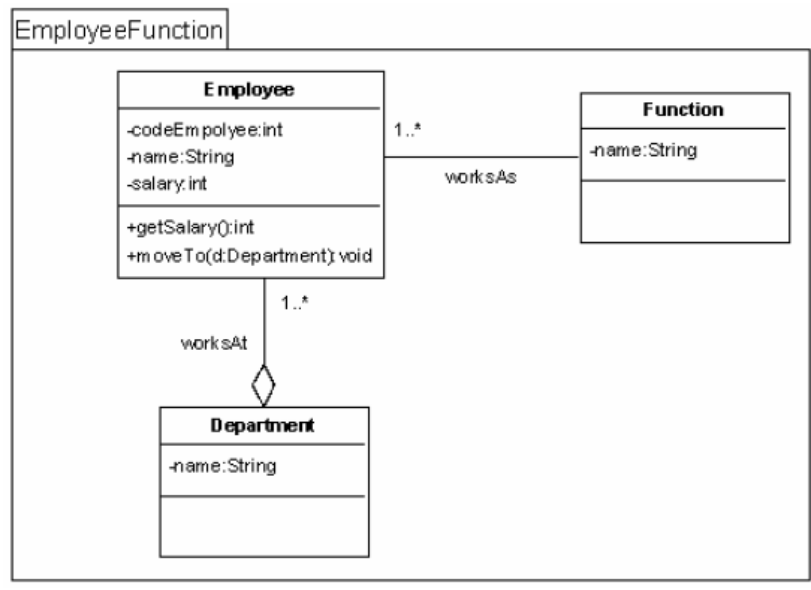 EmployeeFunction
Employee
-codeEmpolyee:int
-name:String
-salary:int
+getSalary():int
+moveTo(d:Department):void
1..*
worksAs
Function
-name:String
1..*
worksAt
Department
-name:String